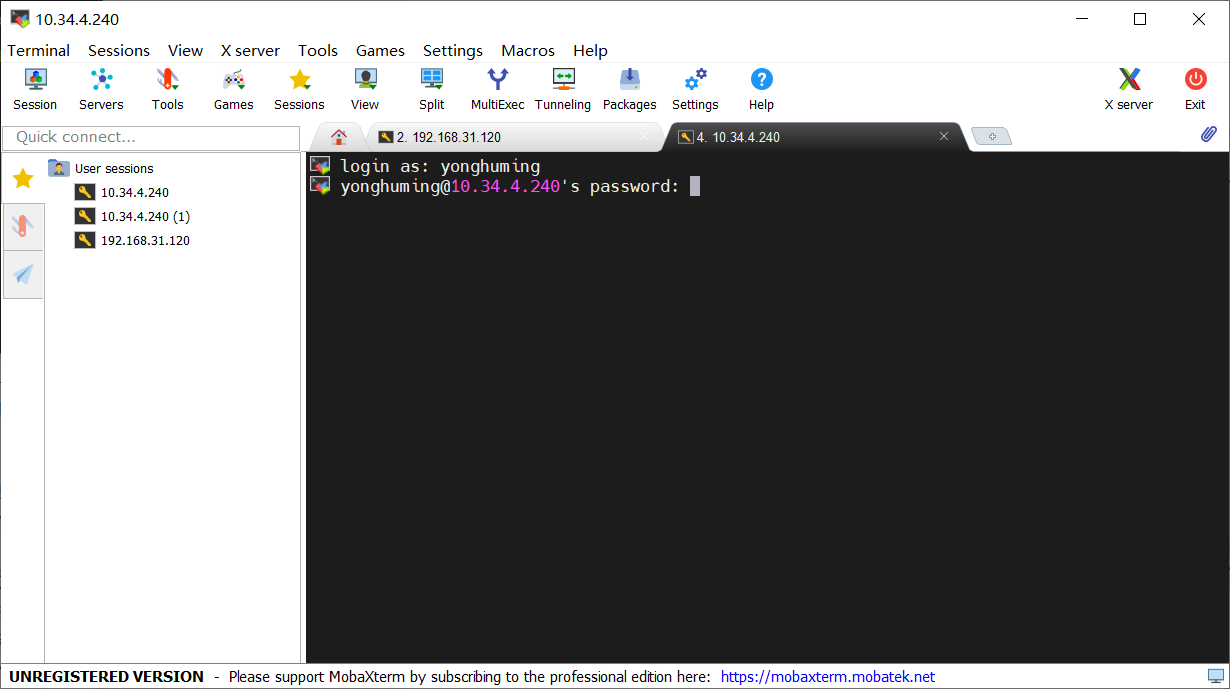 10.34.4.240
Terminal Sessions View X server Tools Games Settings Macros Help
Session Servers Tools Games Sessions View Split MultiExec Tunneling Packages Settings Help X server Exit
Quick connect... 2. 192.168.31.120 4. 10.34.4.240
User sessions
10.34.4.240
10.34.4.240 (1)
192.168.31.120
login as: yonghuming
yonghuming@10.34.4.240's password:
UNREGISTERED VERSION - Please support MobaXterm by subscribing to the professional edition here: https://mobaxterm.mobatek.net